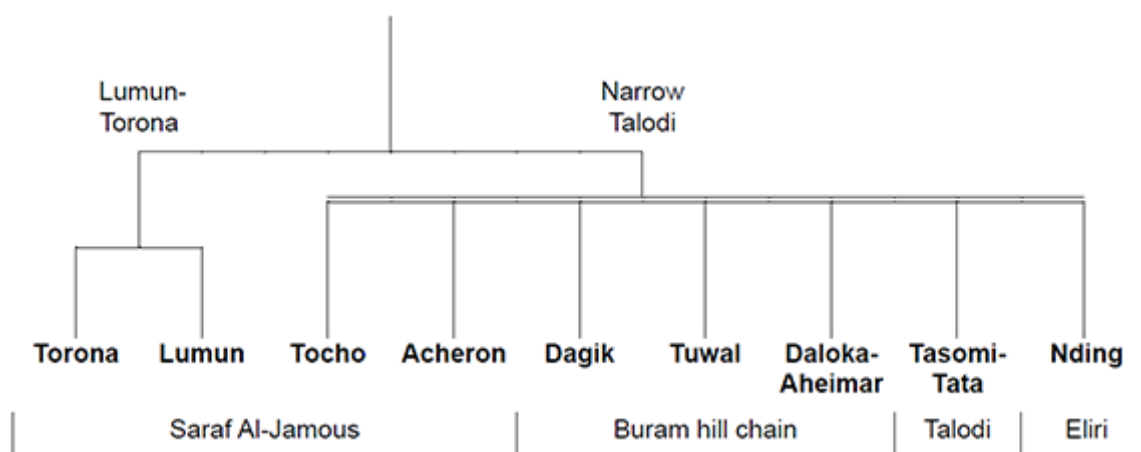 Lumun-
Torona
Narrow
Talodi
Torona Lumun Tocho Acheron Dagik Tuwal Daloka-
Aheimar Tasomi-
Tata Nding
Saraf Al-Jamous Buram hill chain Talodi Eliri